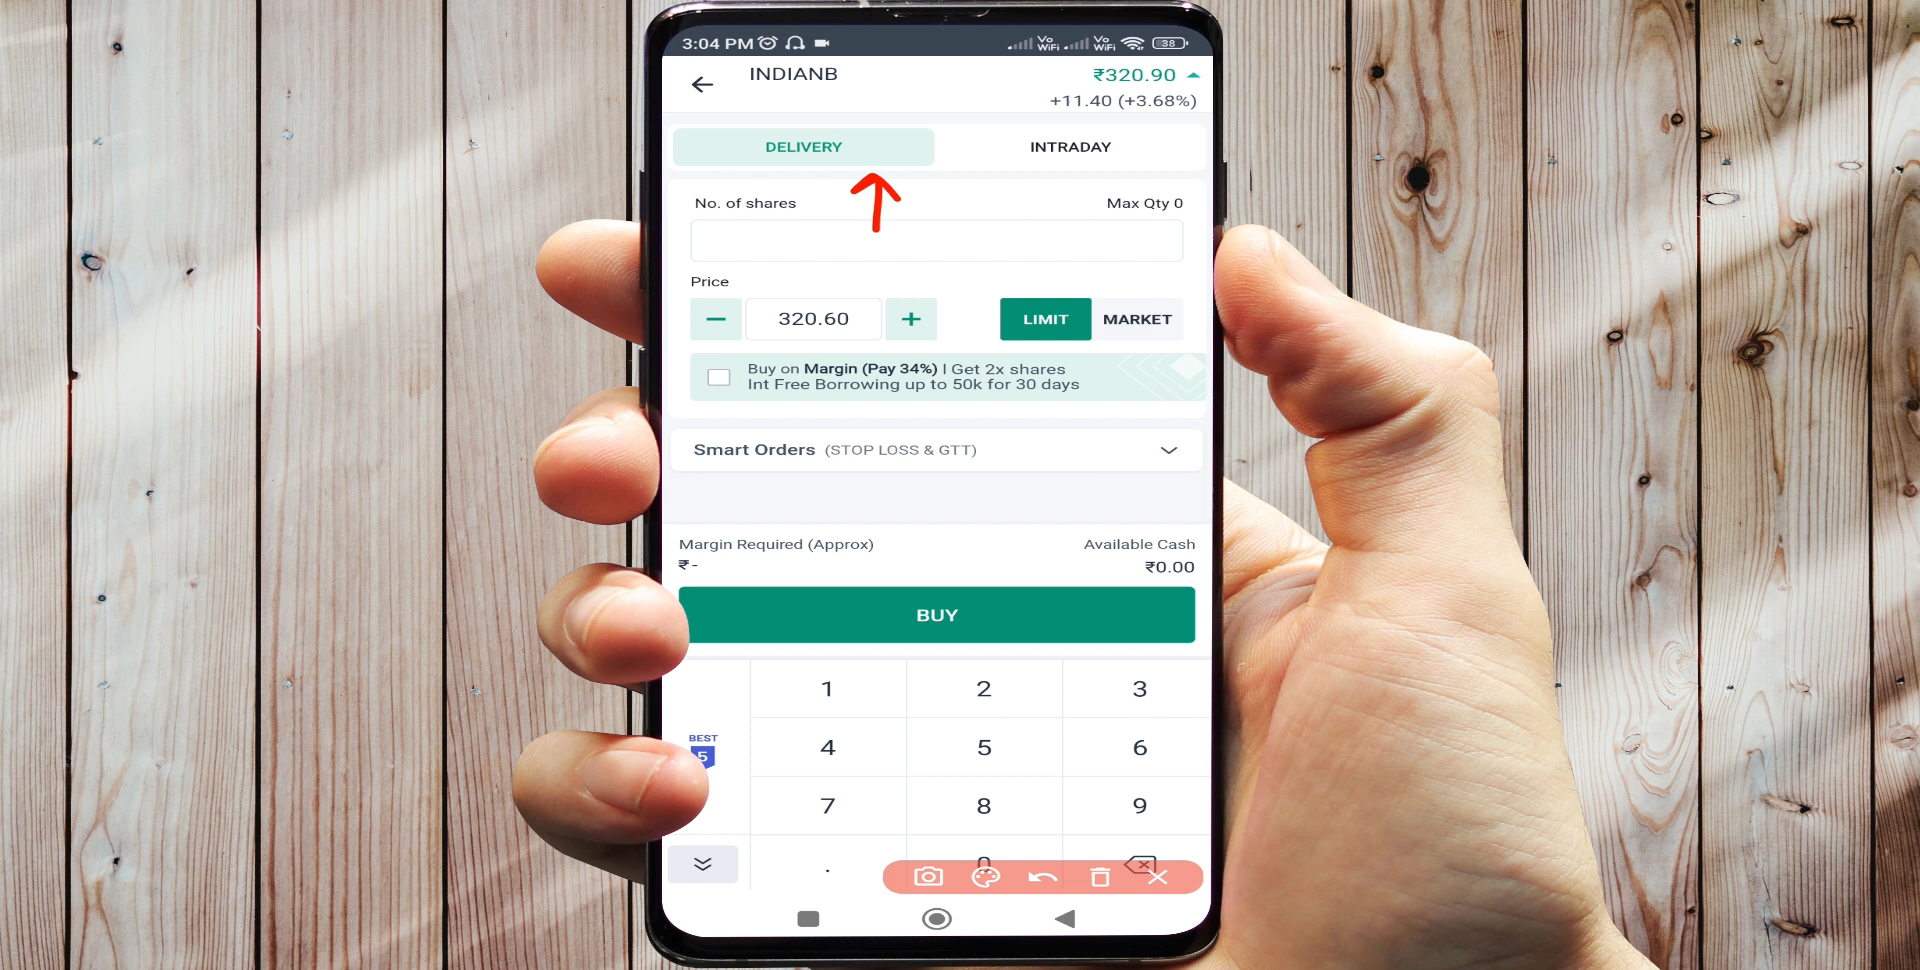 3:04 PM
Vo WiFi Vo WiFi 38
INDIANB
₹320.90
+11.40 (+3.68%)
DELIVERY INTRADAY
No. of shares Max Qty 0
Price
− 320.60 + LIMIT MARKET
Buy on Margin (Pay 34%) | Get 2x shares
Int Free Borrowing up to 50k for 30 days
Smart Orders (STOP LOSS & GTT)
Margin Required (Approx) Available Cash
₹- ₹0.00
BUY
1 2 3
BEST
5
4 5 6
7 8 9
. 0